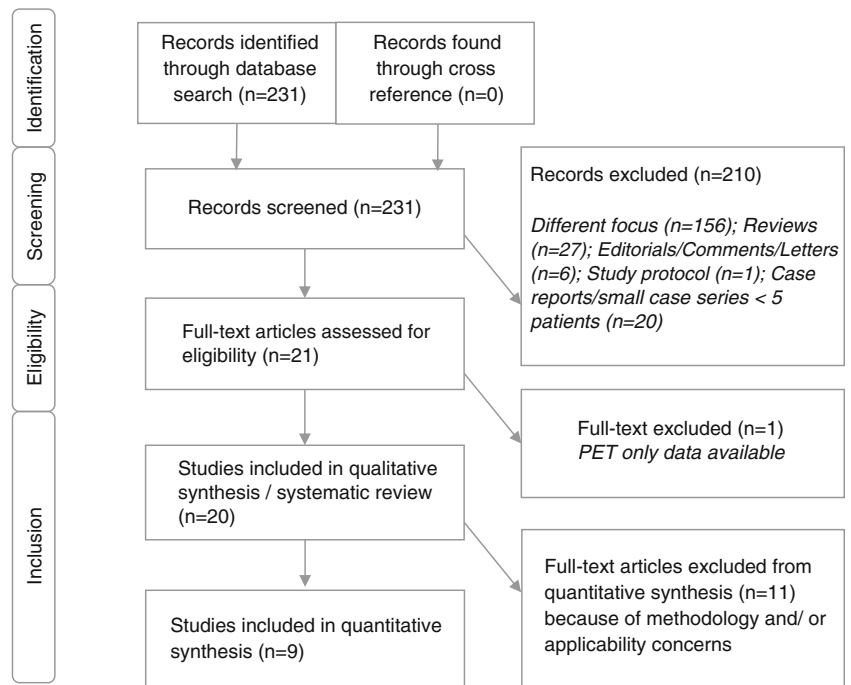 Identification
Records identified
through database
search (n=231)
Records found
through cross
reference (n=0)
Screening
Records screened (n=231)
Records excluded (n=210)
Different focus (n=156); Reviews
(n=27); Editorials/Comments/Letters
(n=6); Study protocol (n=1); Case
reports/small case series < 5
patients (n=20)
Eligibility
Full-text articles assessed for
eligibility (n=21)
Full-text excluded (n=1)
PET only data available
Inclusion
Studies included in qualitative
synthesis / systematic review
(n=20)
Full-text articles excluded from
quantitative synthesis (n=11)
because of methodology and/ or
applicability concerns
Studies included in quantitative
synthesis (n=9)